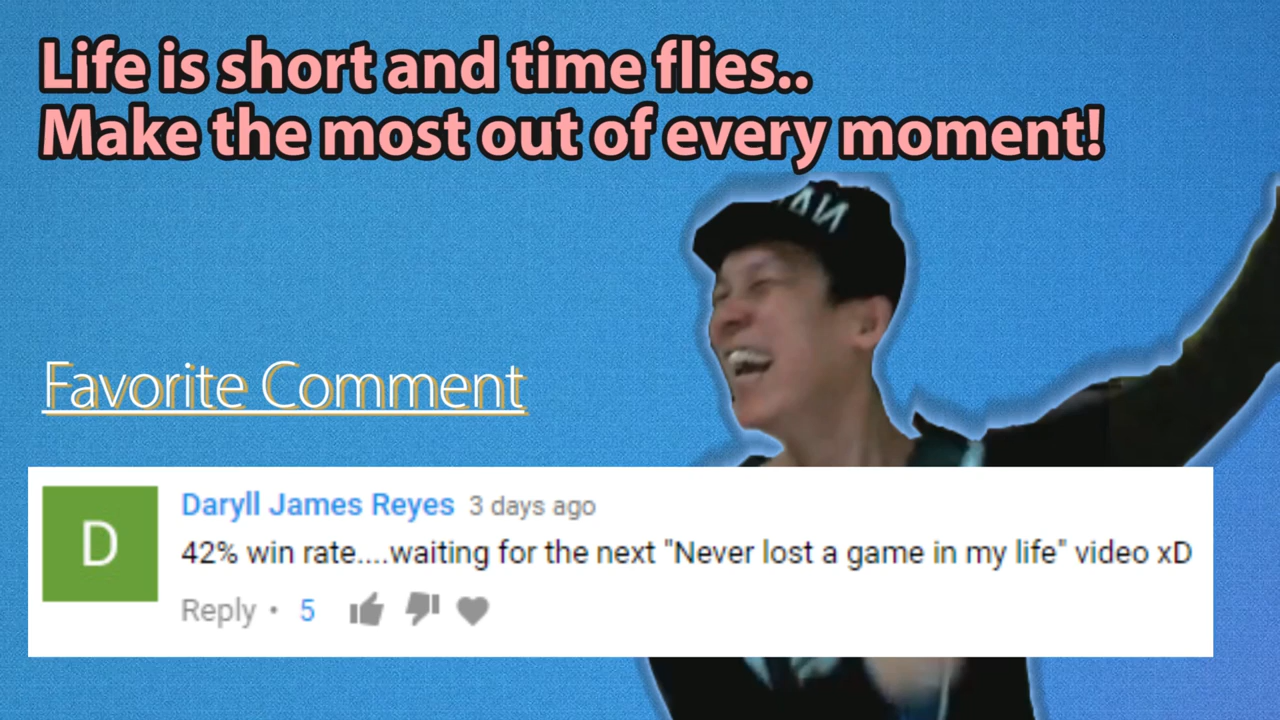 Life is short and time flies..
Make the most out of every moment!
Favorite Comment
D
Daryll James Reyes 3 days ago
42% win rate....waiting for the next "Never lost a game in my life" video xD
Reply • 5